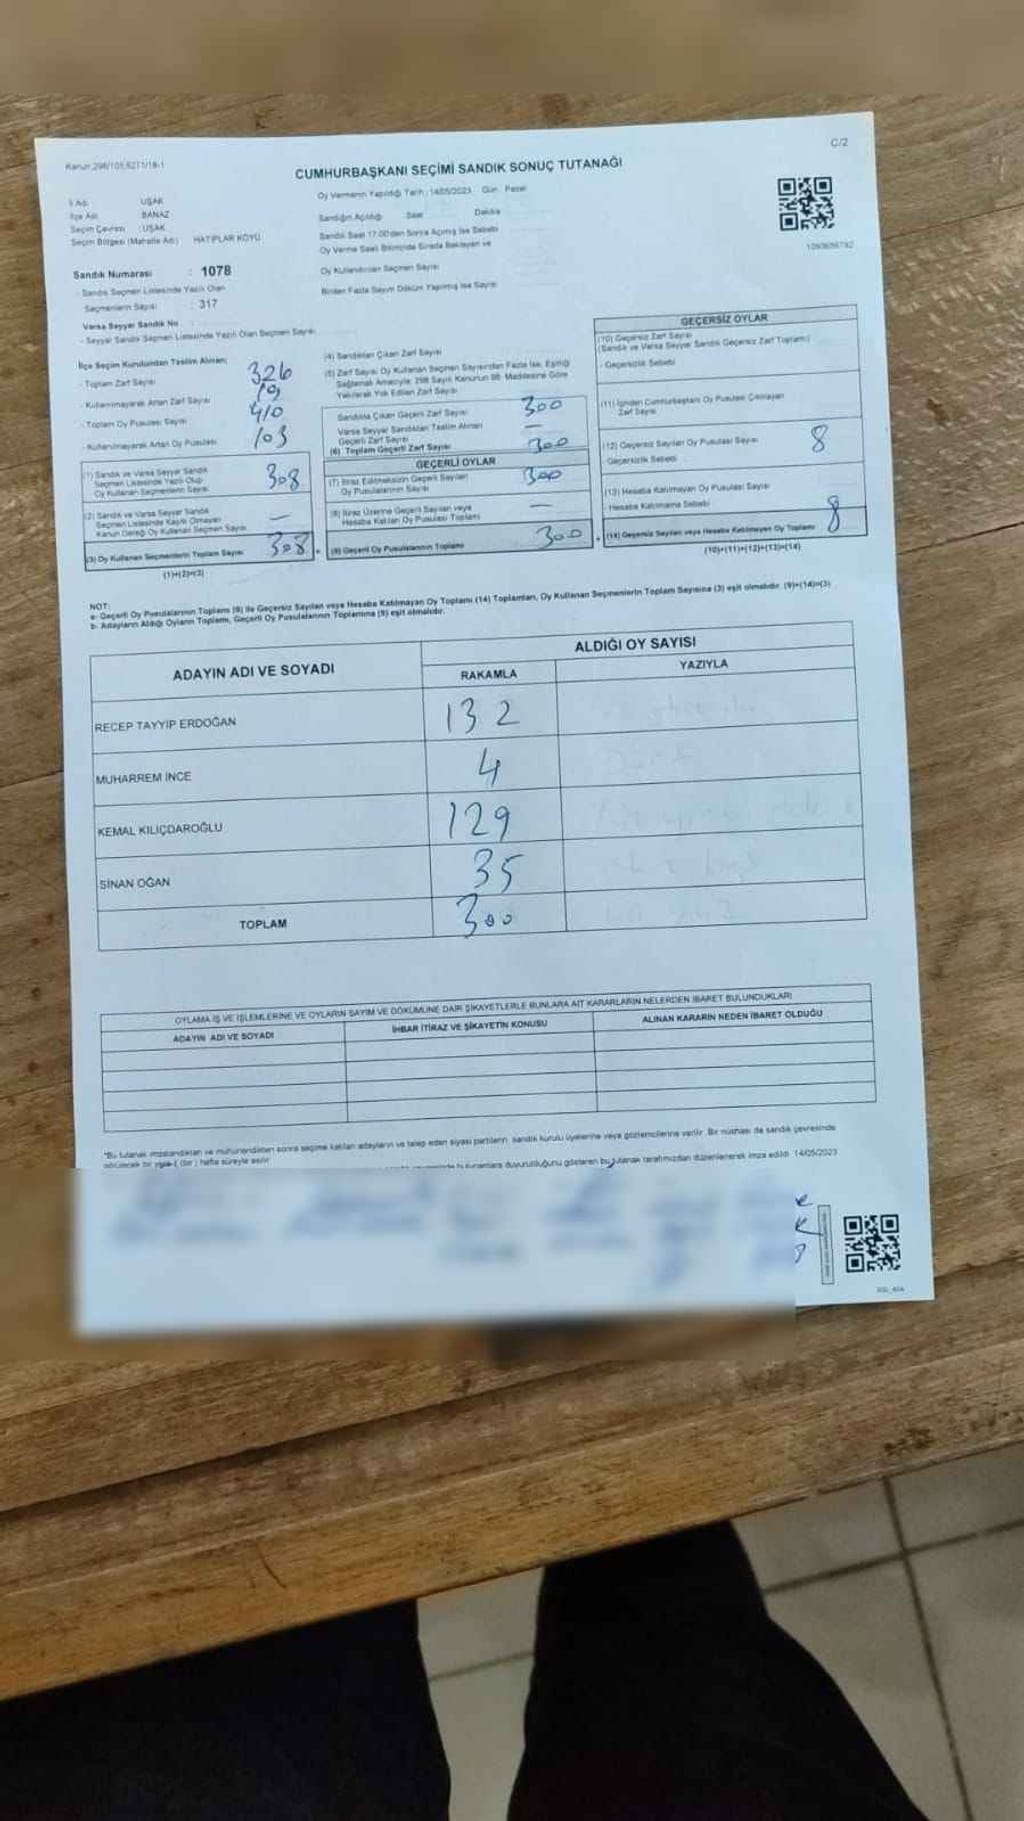 C/2
Kanun:298/105,6271/18-1
CUMHURBAŞKANI SEÇİMİ SANDIK SONUÇ TUTANAĞI
İl Adı : UŞAK
İlçe Adı : BANAZ
Seçim Çevresi : UŞAK
Seçim Bölgesi (Mahalle Adı) HATIPLAR KÖYÜ
Oy Vermenin Yapıldığı Tarih : 14/05/2023 Gün : Pazar
Sandığın Açıldığı Saat Dakika
Sandık Saat 17:00'den Sonra Açılmış İse Sebebi
Oy Verme Saati Bitiminde Sırada Bekleyen ve
Oy Kullandırılan Seçmen Sayısı
Birden Fazla Sayım Döküm Yapılmış İse Sayısı
Sandık Numarası : 1078
- Sandık Seçmen Listesinde Yazılı Olan
Seçmenlerin Sayısı : 317
Varsa Seyyar Sandık No :
- Seyyar Sandık Seçmen Listesinde Yazılı Olan Seçmen Sayısı
İlçe Seçim Kurulundan Teslim Alınan;
- Toplam Zarf Sayısı 326
- Kullanılmayarak Artan Zarf Sayısı
- Toplam Oy Pusulası Sayısı 410
- Kullanılmayarak Artan Oy Pusulası 103
(1) Sandık ve Varsa Seyyar Sandık
Seçmen Listesinde Yazılı Olup
Oy Kullanan Seçmenlerin Sayısı 308
(2) Sandık ve Varsa Seyyar Sandık
Seçmen Listesinde Kayıtlı Olmayan
Kanun Gereği Oy Kullanan Seçmen Sayısı —
(3) Oy Kullanan Seçmenlerin Toplam Sayısı 308
(1)+(2)=(3)
(4) Sandıktan Çıkan Zarf Sayısı
(5) Zarf Sayısı Oy Kullanan Seçmen Sayısından Fazla İse, Eşitliği
Sağlamak Amacıyla, 298 Sayılı Kanunun 98. Maddesine Göre
Yakılarak Yok Edilen Zarf Sayısı
Sandıkta Çıkan Geçerli Zarf Sayısı 300
Varsa Seyyar Sandıktan Teslim Alınan
Geçerli Zarf Sayısı —
(6) Toplam Geçerli Zarf Sayısı 300
GEÇERLİ OYLAR
(7) İtiraz Edilmeksizin Geçerli Sayılan
Oy Pusulalarının Sayısı 300
(8) İtiraz Üzerine Geçerli Sayılan veya
Hesaba Katılan Oy Pusulası Toplamı —
(9) Geçerli Oy Pusulalarının Toplamı 300
GEÇERSİZ OYLAR
(10) Geçersiz Zarf Sayısı
(Sandık ve Varsa Seyyar Sandık Geçersiz Zarf Toplamı)
- Geçersizlik Sebebi
(11) İçinden Cumhurbaşkanı Oy Pusulası Çıkmayan
Zarf Sayısı
(12) Geçersiz Sayılan Oy Pusulası Sayısı 8
Geçersizlik Sebebi
(13) Hesaba Katılmayan Oy Pusulası Sayısı
Hesaba Katılmama Sebebi
(14) Geçersiz Sayılan veya Hesaba Katılmayan Oy Toplamı 8
(10)+(11)+(12)+(13)=(14)
NOT:
a- Geçerli Oy Pusulalarının Toplamı (9) ile Geçersiz Sayılan veya Hesaba Katılmayan Oy Toplamı (14) Toplamları, Oy Kullanan Seçmenlerin Toplam Sayısına (3) eşit olmalıdır. (9)+(14)=(3)
b- Adayların Aldığı Oyların Toplamı, Geçerli Oy Pusulalarının Toplamına (9) eşit olmalıdır.
ADAYIN ADI VE SOYADI
ALDIĞI OY SAYISI
RAKAMLA YAZIYLA
RECEP TAYYİP ERDOĞAN 132
MUHARREM İNCE 4
KEMAL KILIÇDAROĞLU 129
SİNAN OĞAN 35
TOPLAM 300
OYLAMA İŞ VE İŞLEMLERİNE VE OYLARIN SAYIM VE DÖKÜMÜNE DAİR ŞİKAYETLERLE BUNLARA AİT KARARLARIN NELERDEN İBARET BULUNDUKLARI
ADAYIN ADI VE SOYADI İHBAR İTİRAZ VE ŞİKAYETİN KONUSU ALINAN KARARIN NEDEN İBARET OLDUĞU
*Bu tutanak imzalandıktan ve mühürlendikten sonra seçime katılan adayların ve talep eden siyasi partilerin, sandık kurulu üyelerine veya gözlemcilerine verilir. Bir nüshası da sandık çevresinde
görülecek bir yere 1 (bir ) hafta süreyle asılır
duyurulduğunu gösteren bu tutanak tarafımızdan düzenlenerek imza edildi. 14/05/2023